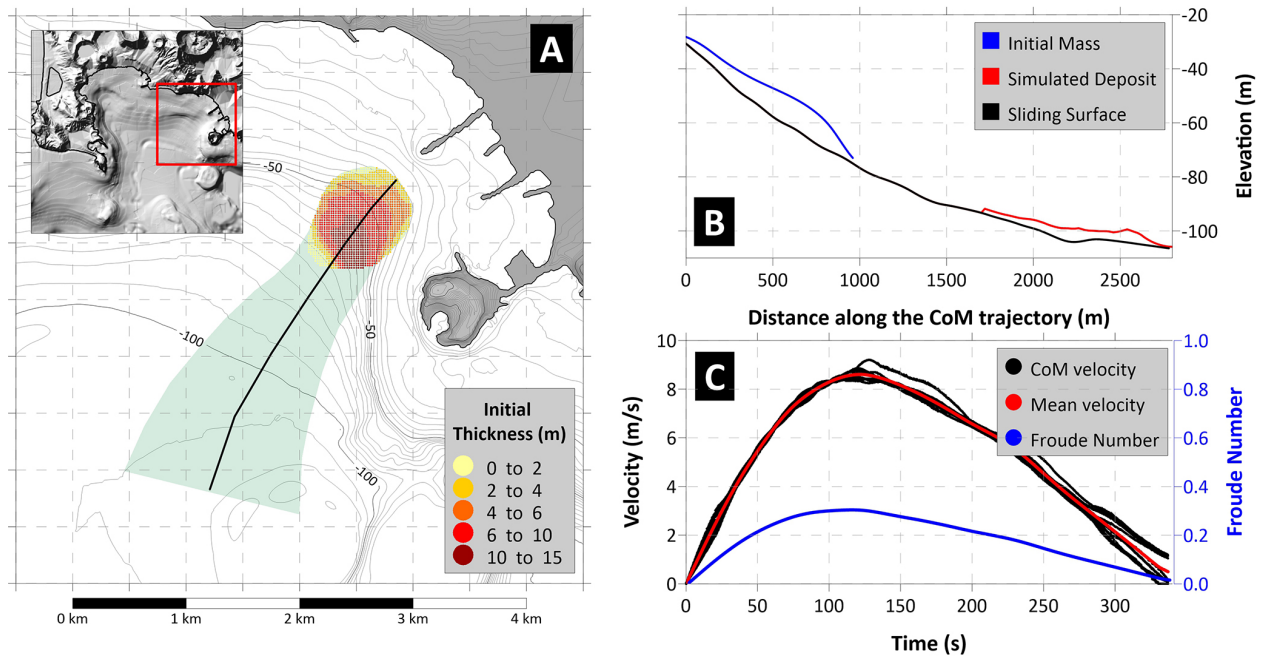 A
-50
-100
-50
-100
Initial
Thickness (m)
0 to 2
2 to 4
4 to 6
6 to 10
10 to 15
0 km
1 km
2 km
3 km
4 km
-20
-40
-60
-80
-100
Elevation (m)
Initial Mass
Simulated Deposit
Sliding Surface
B
0
500
1000
1500
2000
2500
Distance along the CoM trajectory (m)
10
8
6
4
2
0
Velocity (m/s)
C
CoM velocity
Mean velocity
Froude Number
1.0
0.8
0.6
0.4
0.2
0.0
Froude Number
0
50
100
150
200
250
300
Time (s)